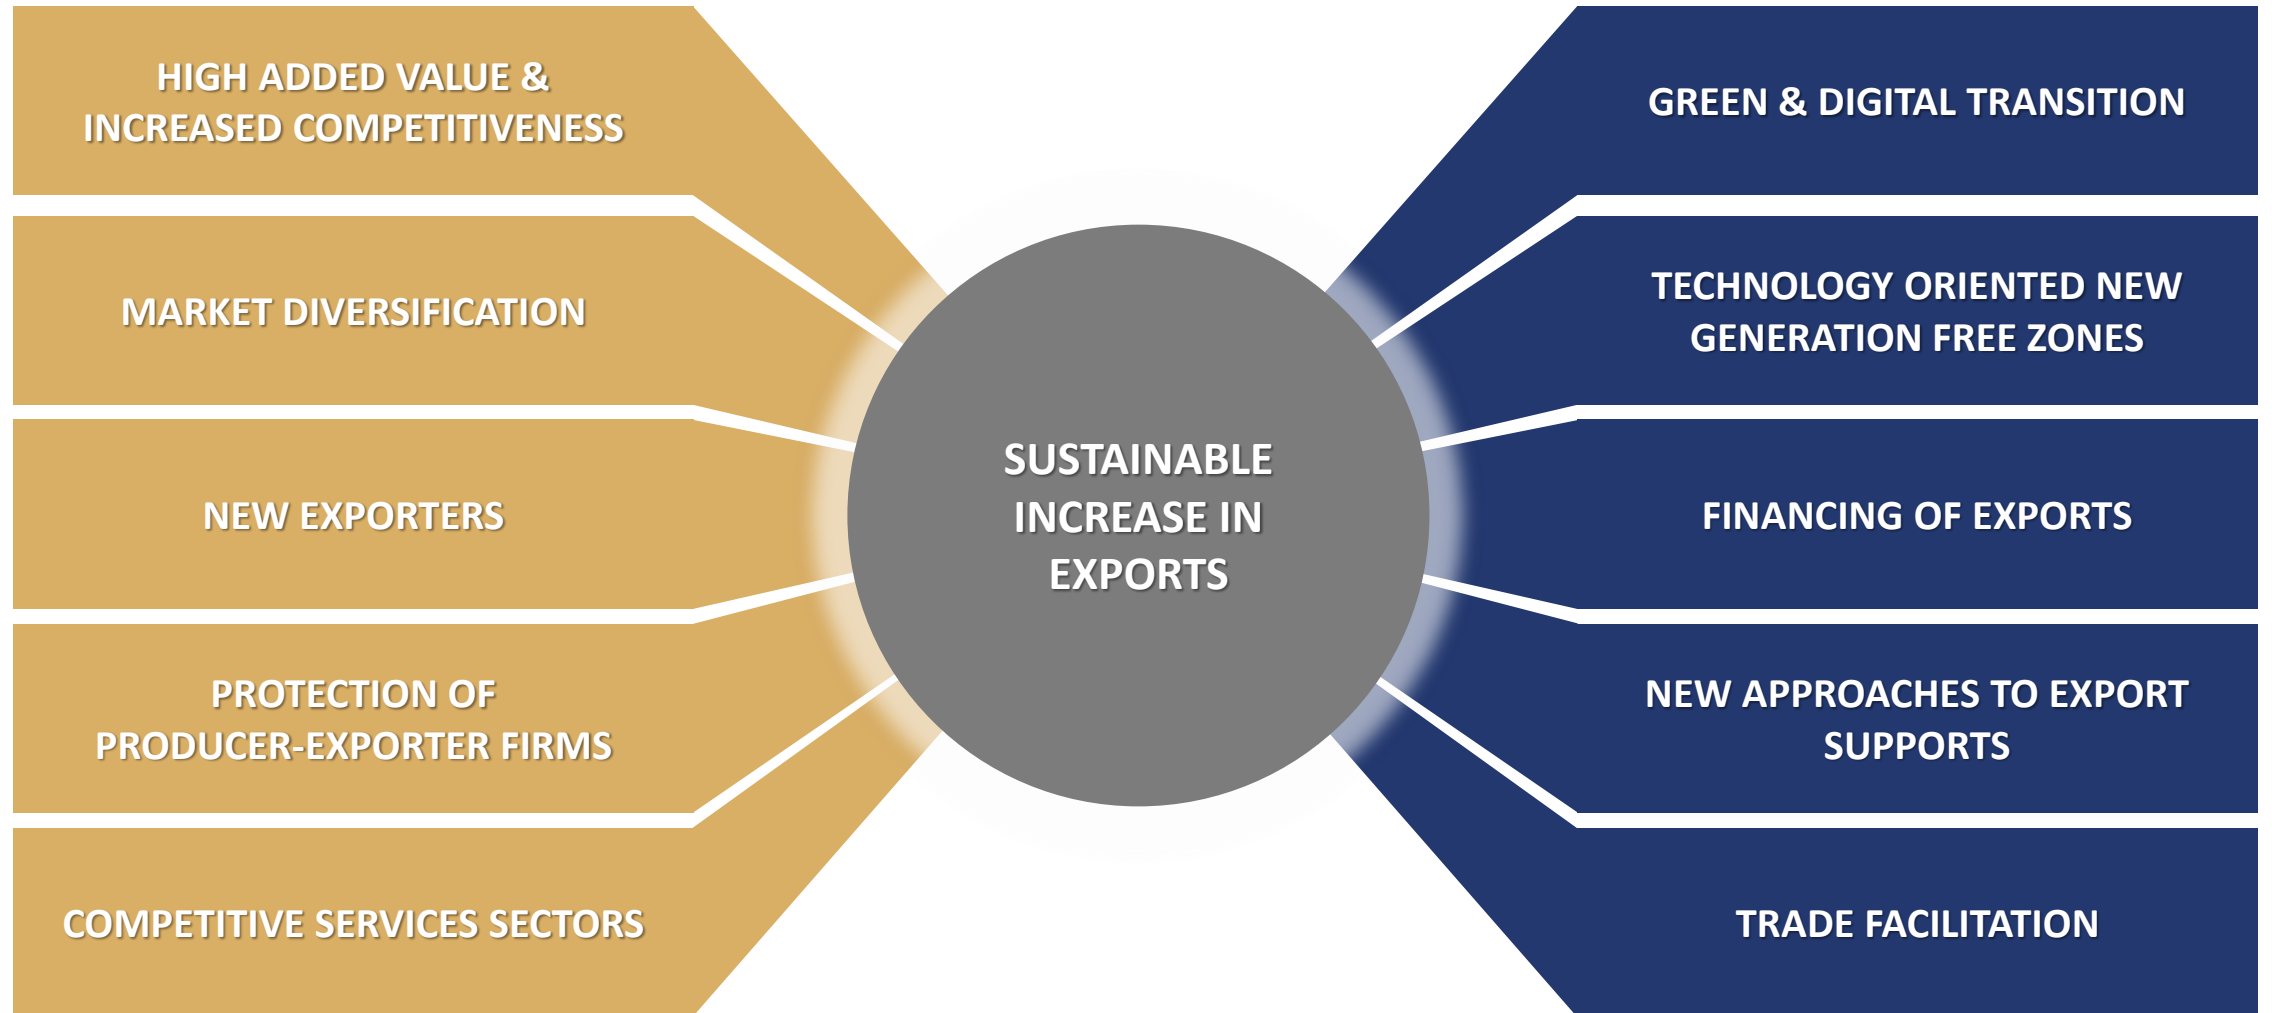 HIGH ADDED VALUE &
INCREASED COMPETITIVENESS
MARKET DIVERSIFICATION
NEW EXPORTERS
PROTECTION OF
PRODUCER-EXPORTER FIRMS
COMPETITIVE SERVICES SECTORS
SUSTAINABLE
INCREASE IN
EXPORTS
GREEN & DIGITAL TRANSITION
TECHNOLOGY ORIENTED NEW
GENERATION FREE ZONES
FINANCING OF EXPORTS
NEW APPROACHES TO EXPORT
SUPPORTS
TRADE FACILITATION